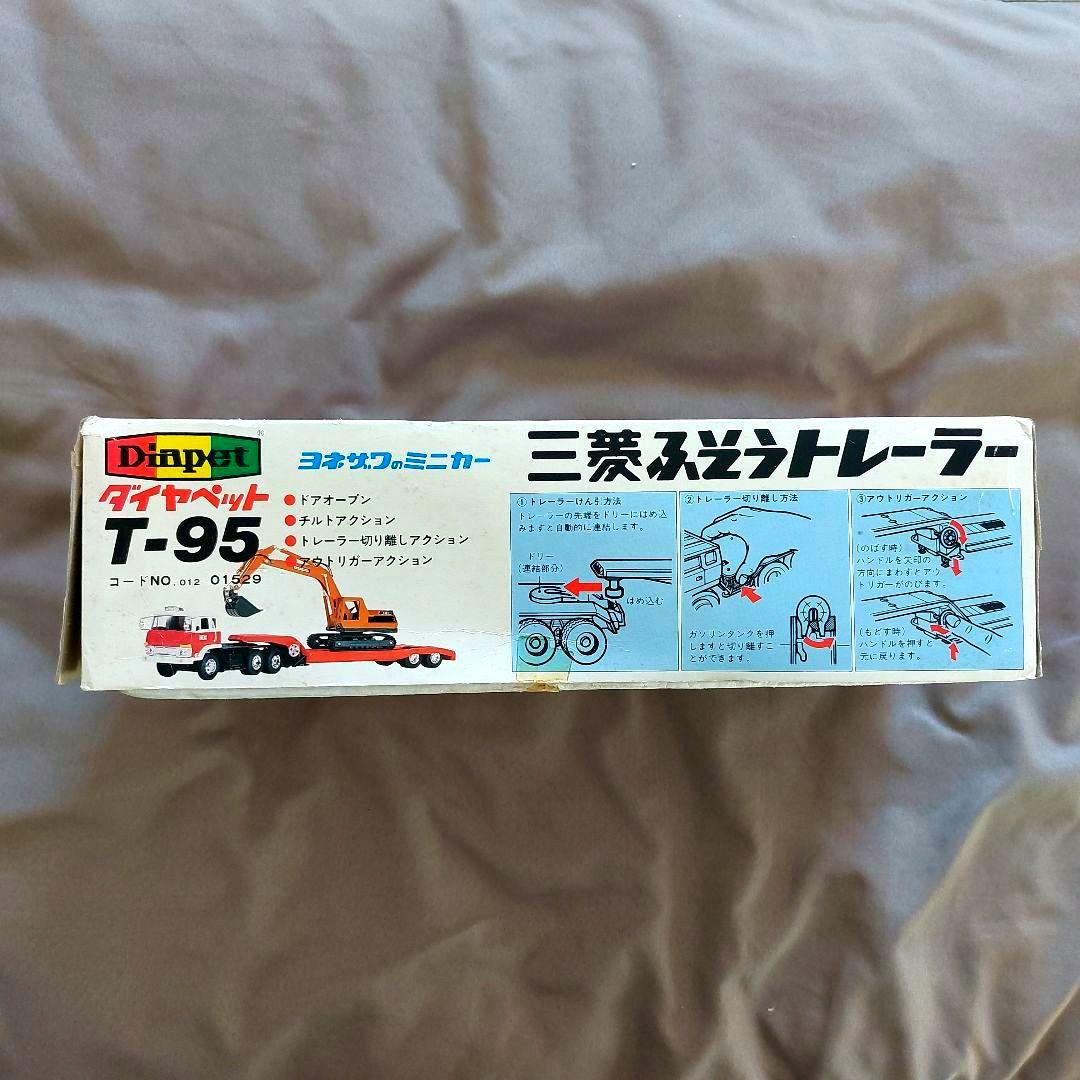 Diapet
®
ダイヤペット
T-95
コードNO.012 01529
ヨネザワのミニカー
●ドアオープン
●チルトアクション
●トレーラー切り離しアクション
●アウトリガーアクション
三菱ふそうトレーラー
①トレーラーけん引方法
トレーラーの先端をドリーにはめ込
みますと自動的に連結します。
ドリー
(連結部分)
はめ込む
②トレーラー切り離し方法
ガソリンタンクを押
しますと切り離すこ
とができます。
③アウトリガーアクション
(のばす時)
ハンドルを矢印の
方向にまわすとアウ
トリガーがのびます。
(もどす時)
ハンドルを押すと
元に戻ります。